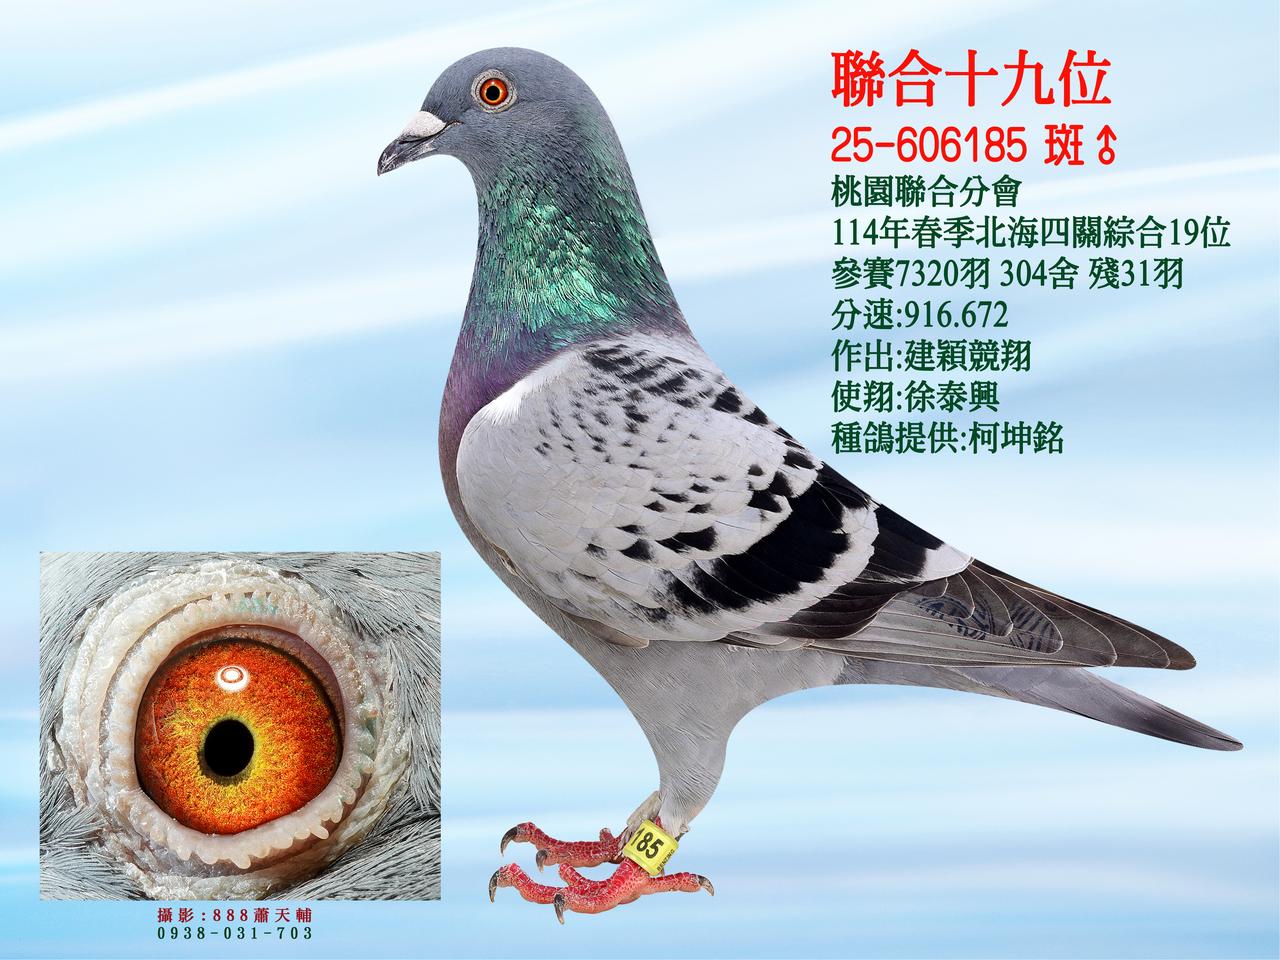 聯合十九位
25-606185 斑♂
桃園聯合分會
114年春季北海四關綜合19位
參賽7320羽 304舍 殘31羽
分速:916.672
作出:建穎競翔
使翔:徐泰興
種鴿提供:柯坤銘
185
攝影:888蕭天輔
0938-031-703